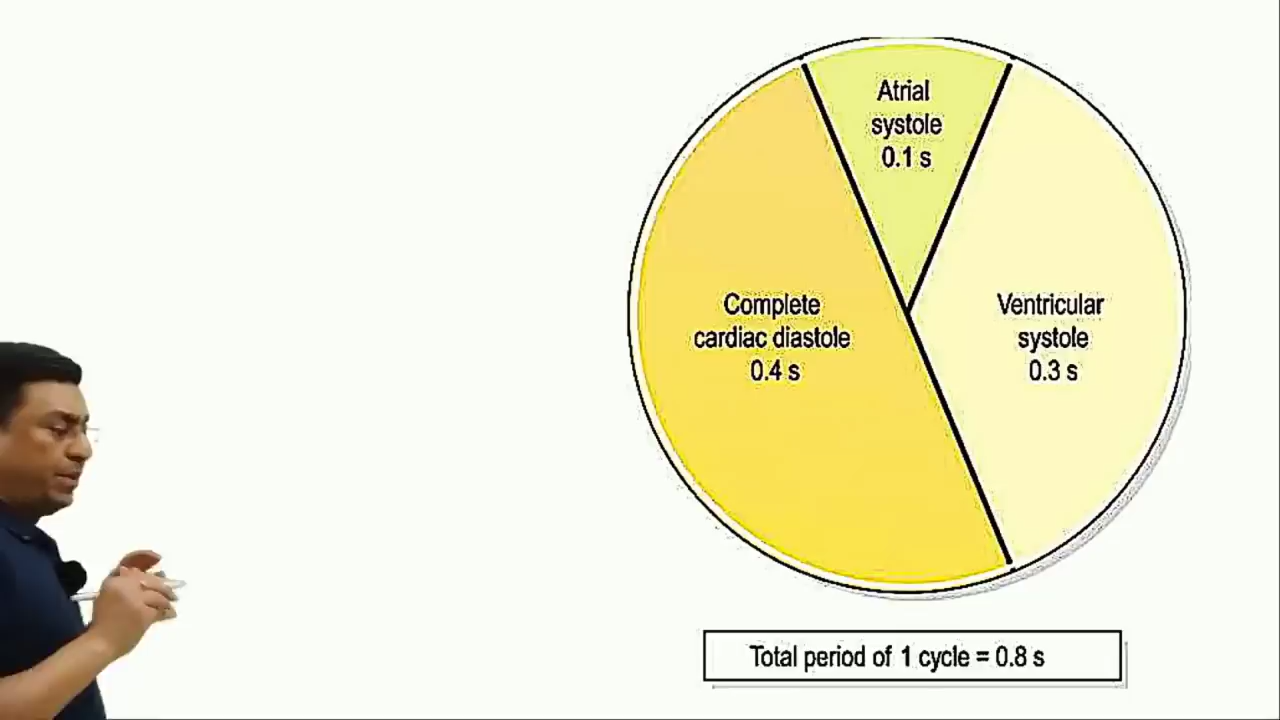 Atrial
systole
0.1 s
Complete
cardiac diastole
0.4 s
Ventricular
systole
0.3 s
Total period of 1 cycle = 0.8 s